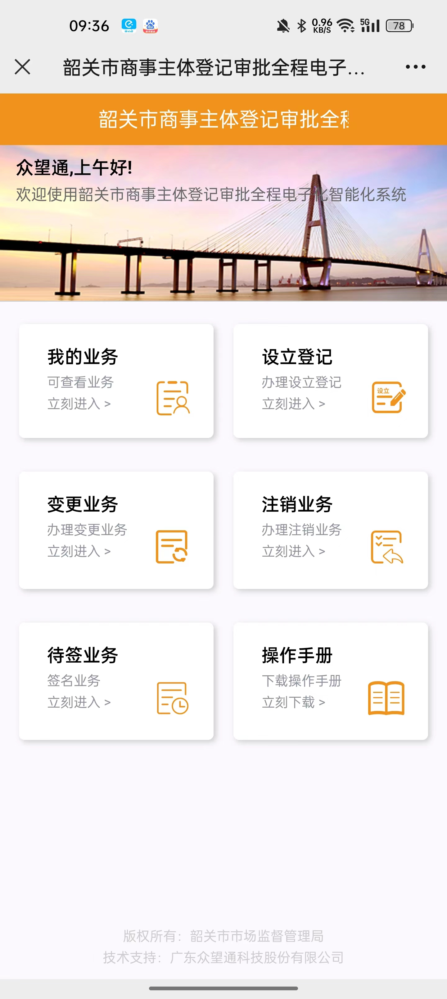 09:36
0.96 KB/S
5G
78
韶关市商事主体登记审批全程电子...
韶关市商事主体登记审批全
众望通,上午好!
欢迎使用韶关市商事主体登记审批全程电子化智能化系统
我的业务
可查看业务
立刻进入 >
设立登记
办理设立登记
立刻进入 >
设立
变更业务
办理变更业务
立刻进入 >
注销业务
办理注销业务
立刻进入 >
待签业务
签名业务
立刻进入 >
操作手册
下载操作手册
立刻下载 >
版权所有：韶关市市场监督管理局
技术支持：广东众望通科技股份有限公司